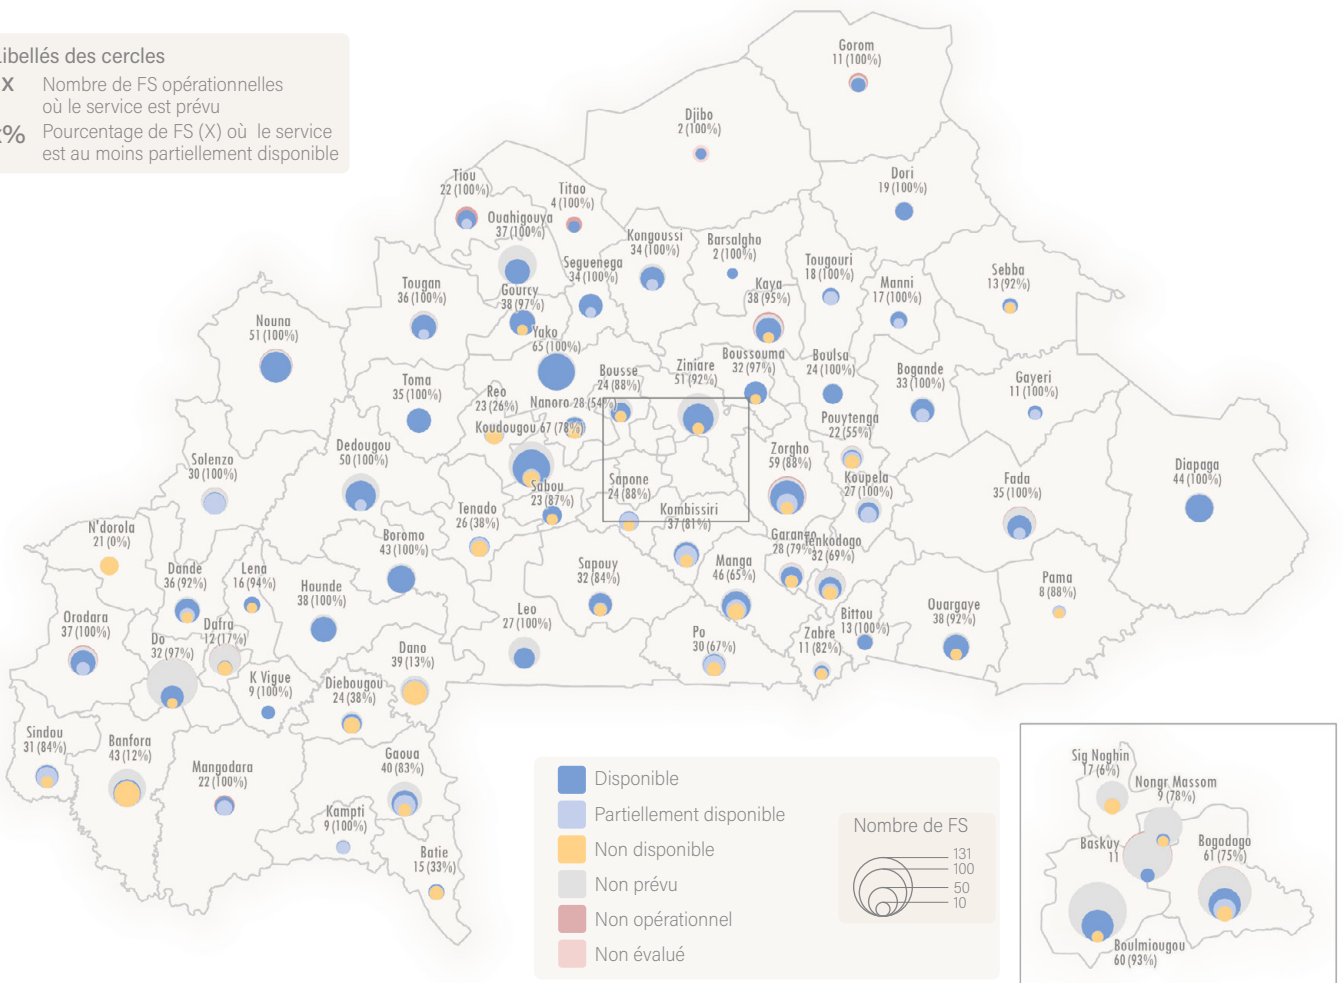 Libellés des cercles
X Nombre de FS opérationnelles
où le service est prévu
% Pourcentage de FS (X) où le service
est au moins partiellement disponible
Gorom
11 (100%)
Djibo
2 (100%)
Dori
19 (100%)
Tiou
22 (100%)
Titao
4 (100%)
Ouahigouya
37 (100%)
Kongoussi
34 (100%)
Barsalgho
2 (100%)
Tougouri
18 (100%)
Seguenega
34 (100%)
Sebba
13 (92%)
Manni
17 (100%)
Kaya
38 (95%)
Tougan
36 (100%)
Gourcy
38 (97%)
Nouna
51 (100%)
Yako
65 (100%)
Boussouma
32 (97%)
Boulsa
24 (100%)
Bousse
24 (88%)
Ziniare
51 (92%)
Bogande
33 (100%)
Gayeri
11 (100%)
Toma
35 (100%)
Reo
23 (26%)
Nanoro 28 (54%)
Koudougou 67 (78%)
Pouytenga
22 (55%)
Dedougou
50 (100%)
Zorgho
59 (88%)
Solenzo
30 (100%)
Diapaga
44 (100%)
Sabou
23 (87%)
Sapone
24 (88%)
Koupela
27 (100%)
Fada
35 (100%)
Tenado
26 (38%)
Kombissiri
37 (81%)
N'dorola
21 (0%)
Boromo
43 (100%)
Garango
28 (79%)
Tenkodogo
32 (69%)
Dande
36 (92%)
Lena
16 (94%)
Hounde
38 (100%)
Sapouy
32 (84%)
Manga
46 (65%)
Pama
8 (88%)
Orodara
37 (100%)
Do
32 (97%)
Dafra
12 (17%)
Leo
27 (100%)
Bittou
13 (100%)
Ouargaye
38 (92%)
Dano
39 (13%)
Po
30 (67%)
Zabre
11 (82%)
K Vigue
9 (100%)
Diebougou
24 (38%)
Sindou
31 (84%)
Banfora
43 (12%)
Mangodara
22 (100%)
Gaoua
40 (83%)
Kampti
9 (100%)
Batie
15 (33%)
Disponible
Partiellement disponible
Non disponible
Non prévu
Non opérationnel
Non évalué
Nombre de FS
131
100
50
10
Sig Noghin
17 (6%)
Nongr Massom
9 (78%)
Baskuy
11
Bogodogo
61 (75%)
Boulmiougou
60 (93%)